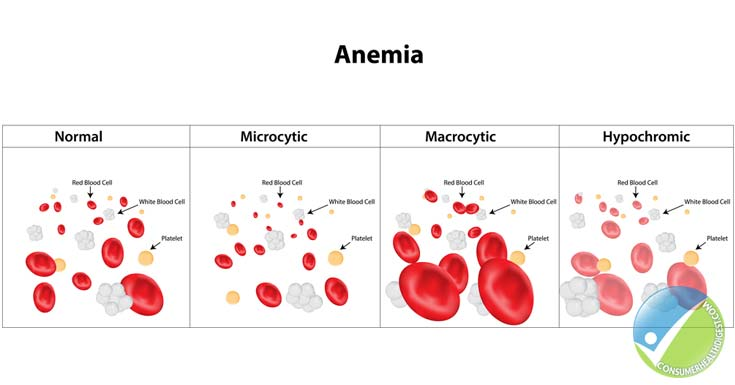 Anemia
Normal
Microcytic
Macrocytic
Hypochromic
Red Blood Cell
White Blood Cell
Platelet
Red Blood Cell
White Blood Cell
Platelet
Red Blood Cell
White Blood Cell
Platelet
Red Blood Cell
White Blood Cell
Platelet
CONSUMERHEALTHDIGEST.COM